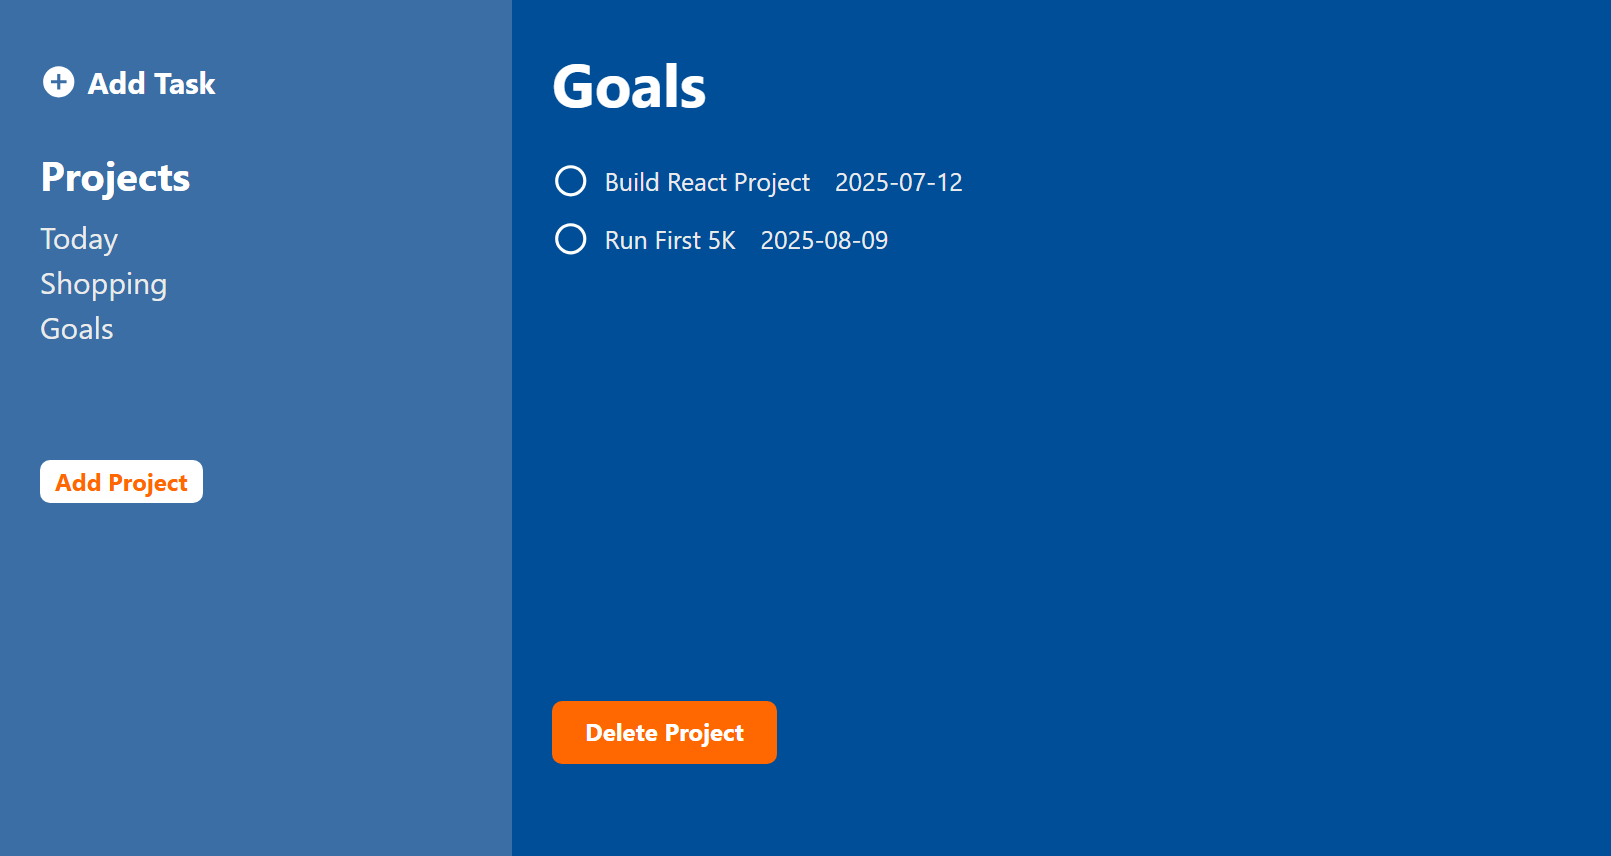 Add Task
Projects
Today
Shopping
Goals
Add Project
Goals
Build React Project 2025-07-12
Run First 5K 2025-08-09
Delete Project